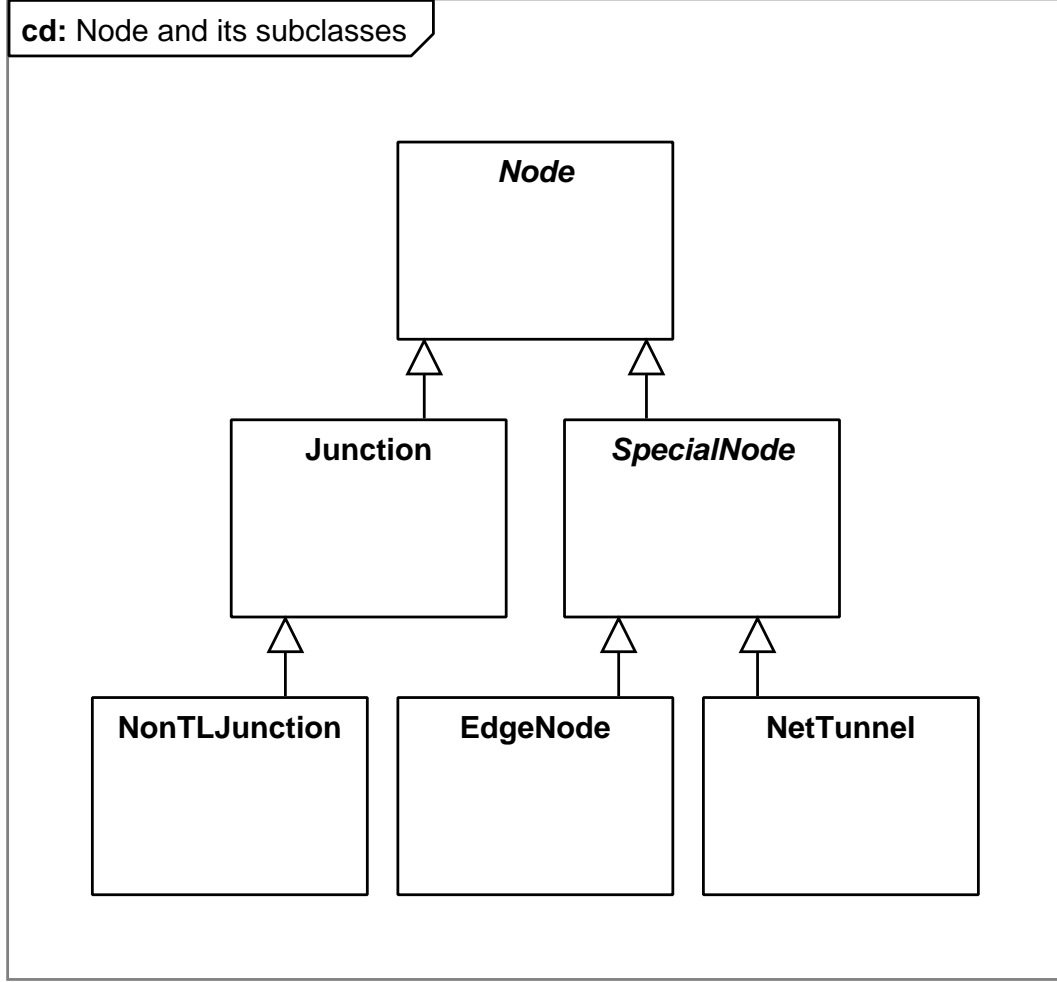 cd: Node and its subclasses
Node
Junction
SpecialNode
NonTLJunction
EdgeNode
NetTunnel